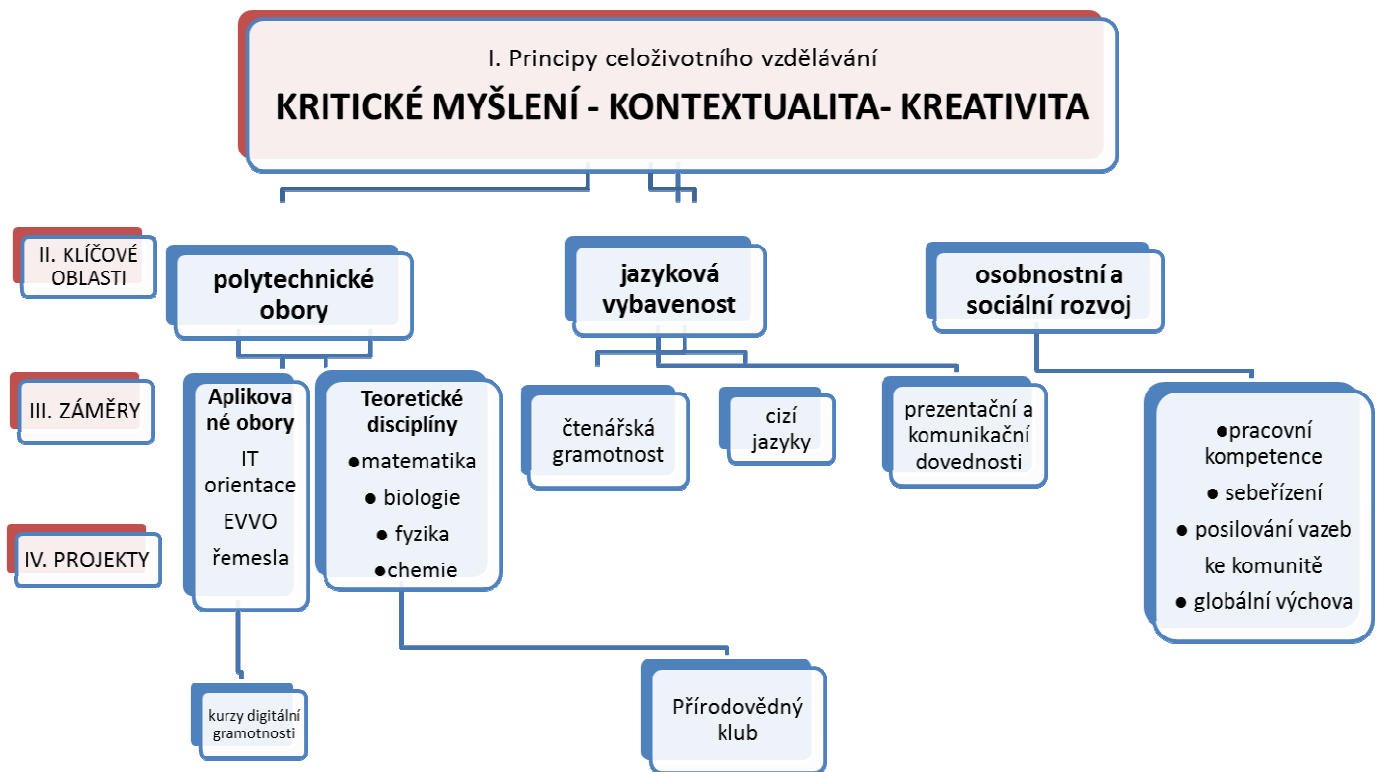 I. Principy celoživotního vzdělávání
KRITICKÉ MYŠLENÍ - KONTEXTUALITA- KREATIVITA
II. KLÍČOVÉ
OBLASTI
polytechnické
obory
jazyková
vybavenost
osobnostní a
sociální rozvoj
III. ZÁMĚRY
Aplikova
né obory
IT
orientace
EVVO
řemesla
Teoretické
disciplíny
●matematika
● biologie
● fyzika
●chemie
čtenářská
gramotnost
cizí
jazyky
prezentační a
komunikační
dovednosti
●pracovní
kompetence
● sebeřízení
● posilování vazeb
ke komunitě
● globální výchova
IV. PROJEKTY
kurzy digitální
gramotnosti
Přírodovědný
klub